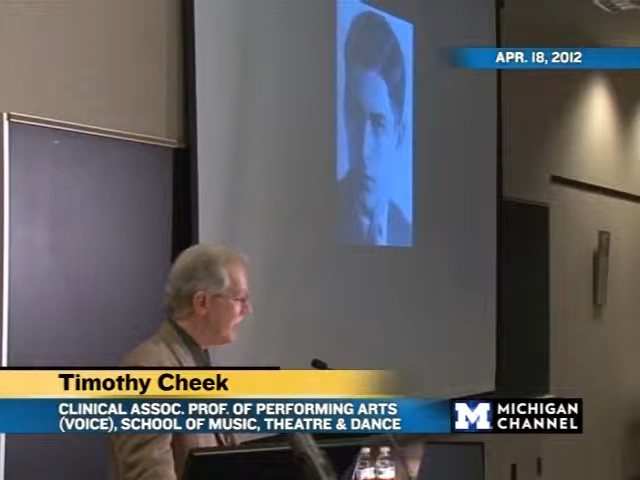 APR. 18, 2012
Timothy Cheek
CLINICAL ASSOC. PROF. OF PERFORMING ARTS
(VOICE), SCHOOL OF MUSIC, THEATRE & DANCE
M MICHIGAN
CHANNEL